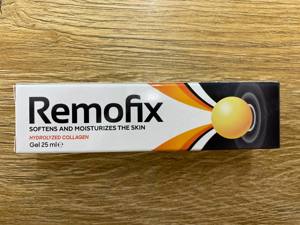 Remofix
SOFTENS AND MOISTURIZES THE SKIN
HYDROLYZED COLLAGEN
Gel 25 ml ℮